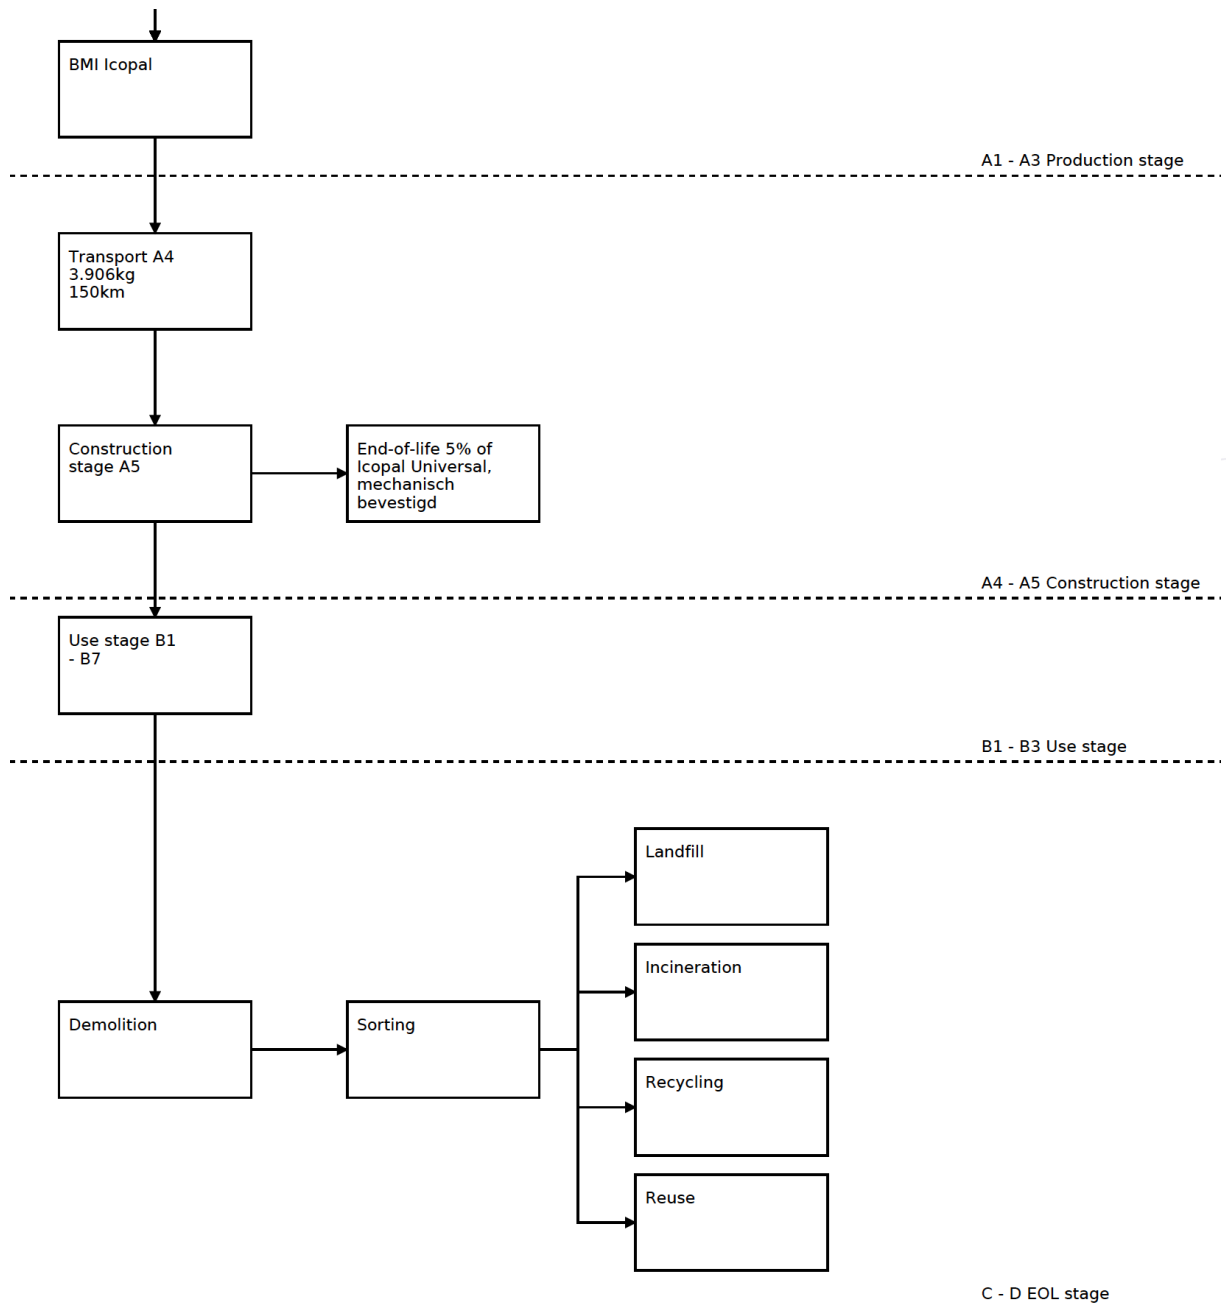 BMI Icopal
A1 - A3 Production stage
Transport A4
3.906kg
150km
Construction
stage A5
End-of-life 5% of
Icopal Universal,
mechanisch
bevestigd
A4 - A5 Construction stage
Use stage B1
- B7
B1 - B3 Use stage
Landfill
Incineration
Demolition
Sorting
Recycling
Reuse
C - D EOL stage